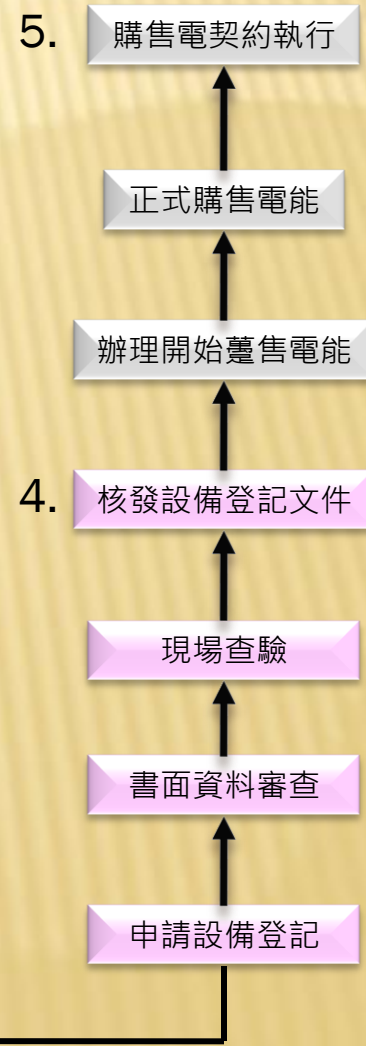 5. 購售電契約執行
正式購售電能
辦理開始躉售電能
4. 核發設備登記文件
現場查驗
書面資料審查
申請設備登記